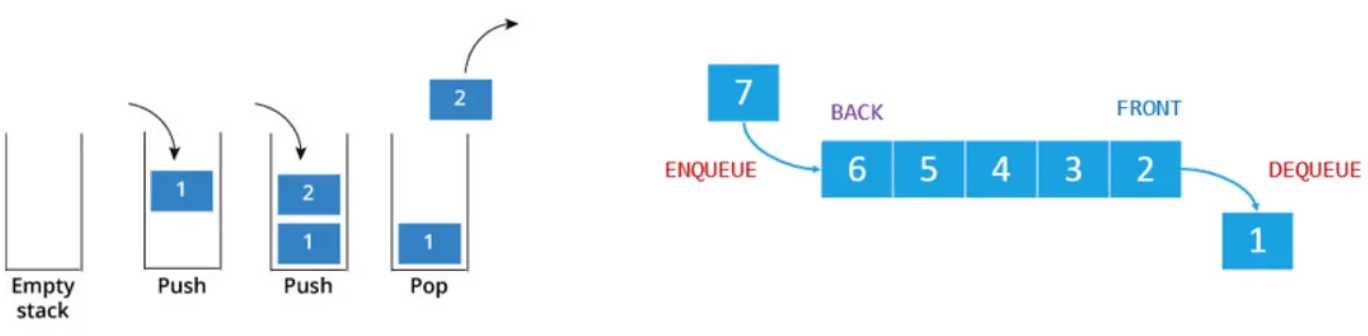 2
1
2
1
1
Empty
stack
Push
Push
Pop
7
BACK
FRONT
ENQUEUE
6 5 4 3 2
DEQUEUE
1